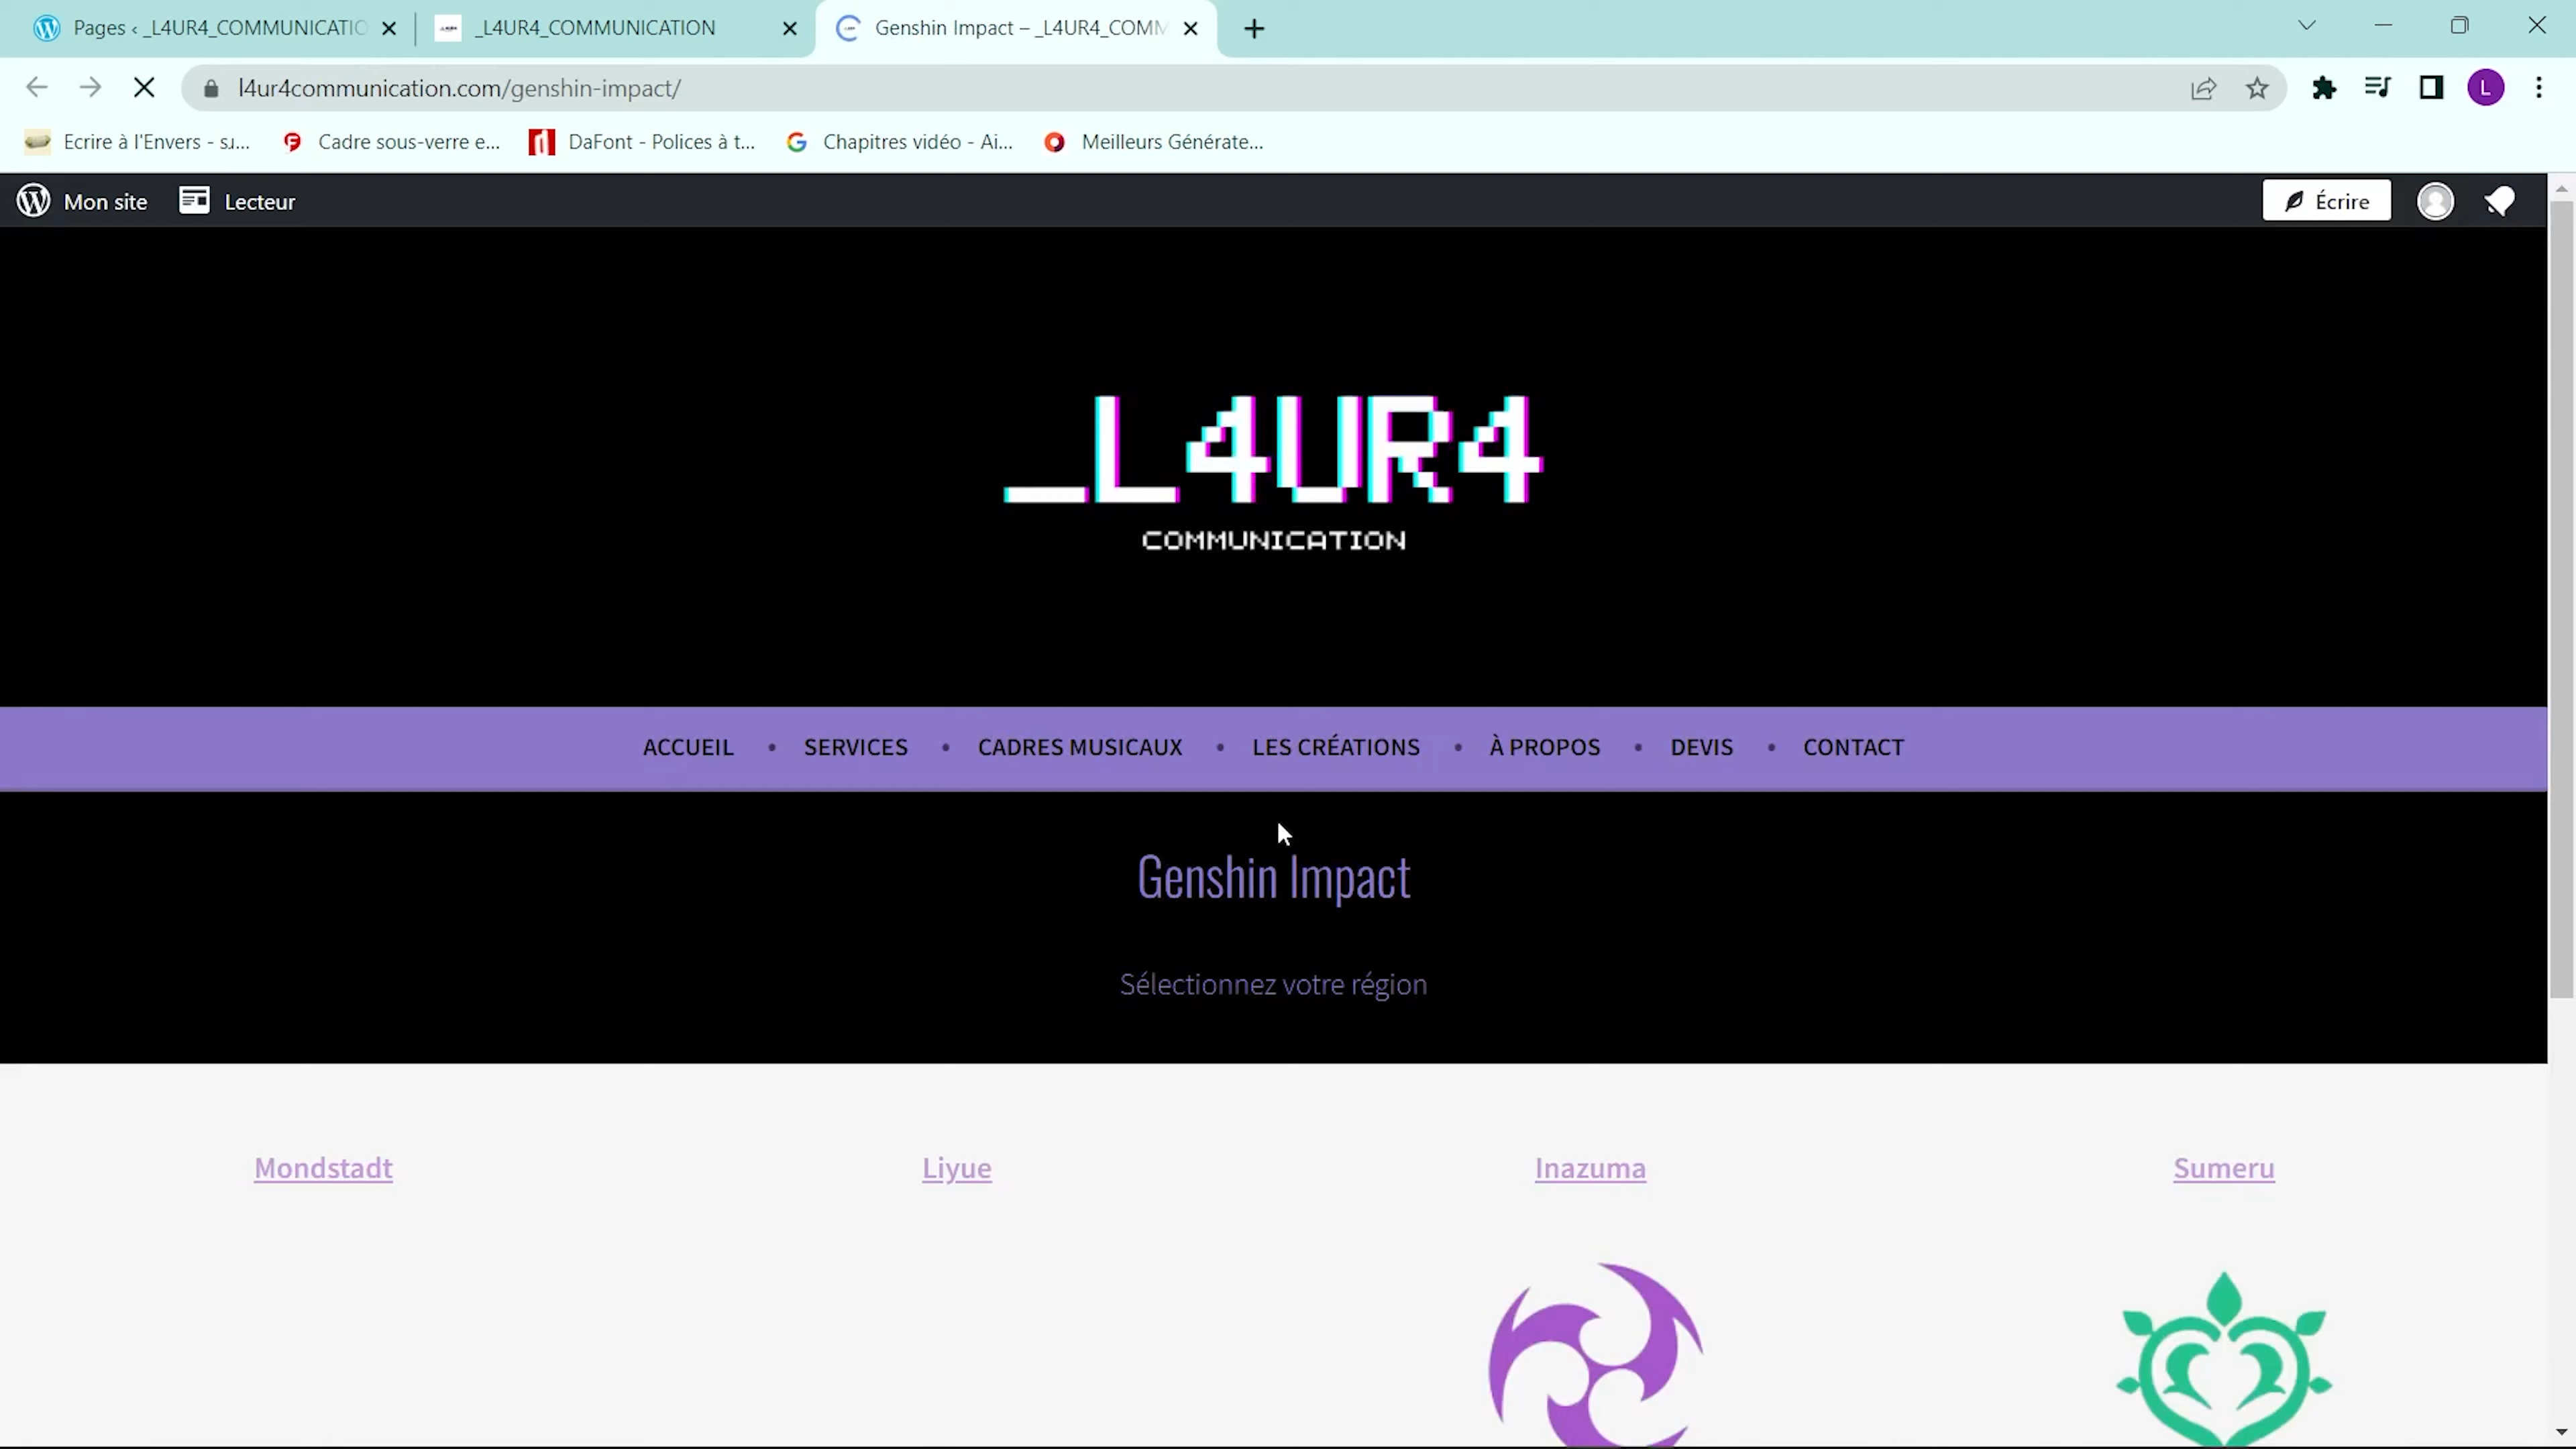 Pages ‹ _L4UR4_COMMUNICATIO
_L4UR4_COMMUNICATION
Genshin Impact – _L4UR4_COMM
l4ur4communication.com/genshin-impact/
L
Ecrire à l'Envers - sɹ...
Cadre sous-verre e...
DaFont - Polices à t...
Chapitres vidéo - Ai...
Meilleurs Générate...
Mon site
Lecteur
Écrire
_L4UR4
COMMUNICATION
ACCUEIL • SERVICES • CADRES MUSICAUX • LES CRÉATIONS • À PROPOS • DEVIS • CONTACT
Genshin Impact
Sélectionnez votre région
Mondstadt
Liyue
Inazuma
Sumeru